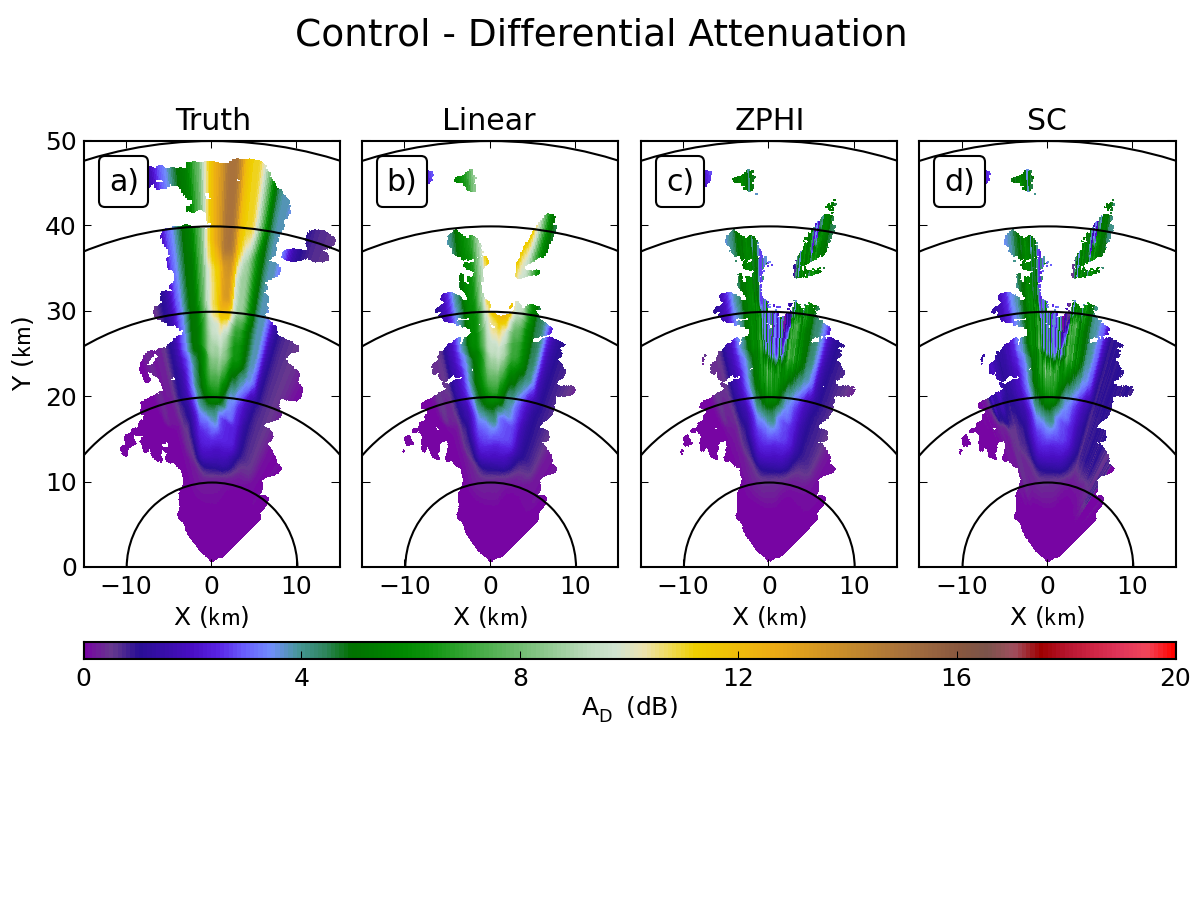 Control - Differential Attenuation
Truth Linear ZPHI SC
a) b) c) d)
50
40
30
20
10
0
Y (km)
−10 0 10 −10 0 10 −10 0 10 −10 0 10
X (km) X (km) X (km) X (km)
0 4 8 12 16 20
A_D (dB)